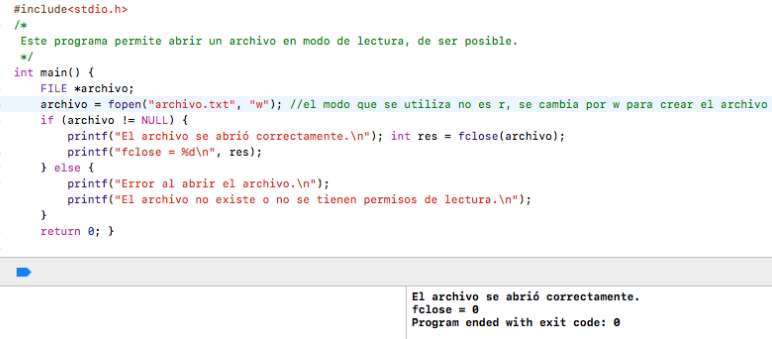 #include<stdio.h>
/*
 Este programa permite abrir un archivo en modo de lectura, de ser posible.
 */
int main() {
    FILE *archivo;
    archivo = fopen("archivo.txt", "w"); //el modo que se utiliza no es r, se cambia por w para crear el archivo
    if (archivo != NULL) {
        printf("El archivo se abrió correctamente.\n"); int res = fclose(archivo);
        printf("fclose = %d\n", res);
    } else {
        printf("Error al abrir el archivo.\n");
        printf("El archivo no existe o no se tienen permisos de lectura.\n");
    }
    return 0; }
El archivo se abrió correctamente.
fclose = 0
Program ended with exit code: 0